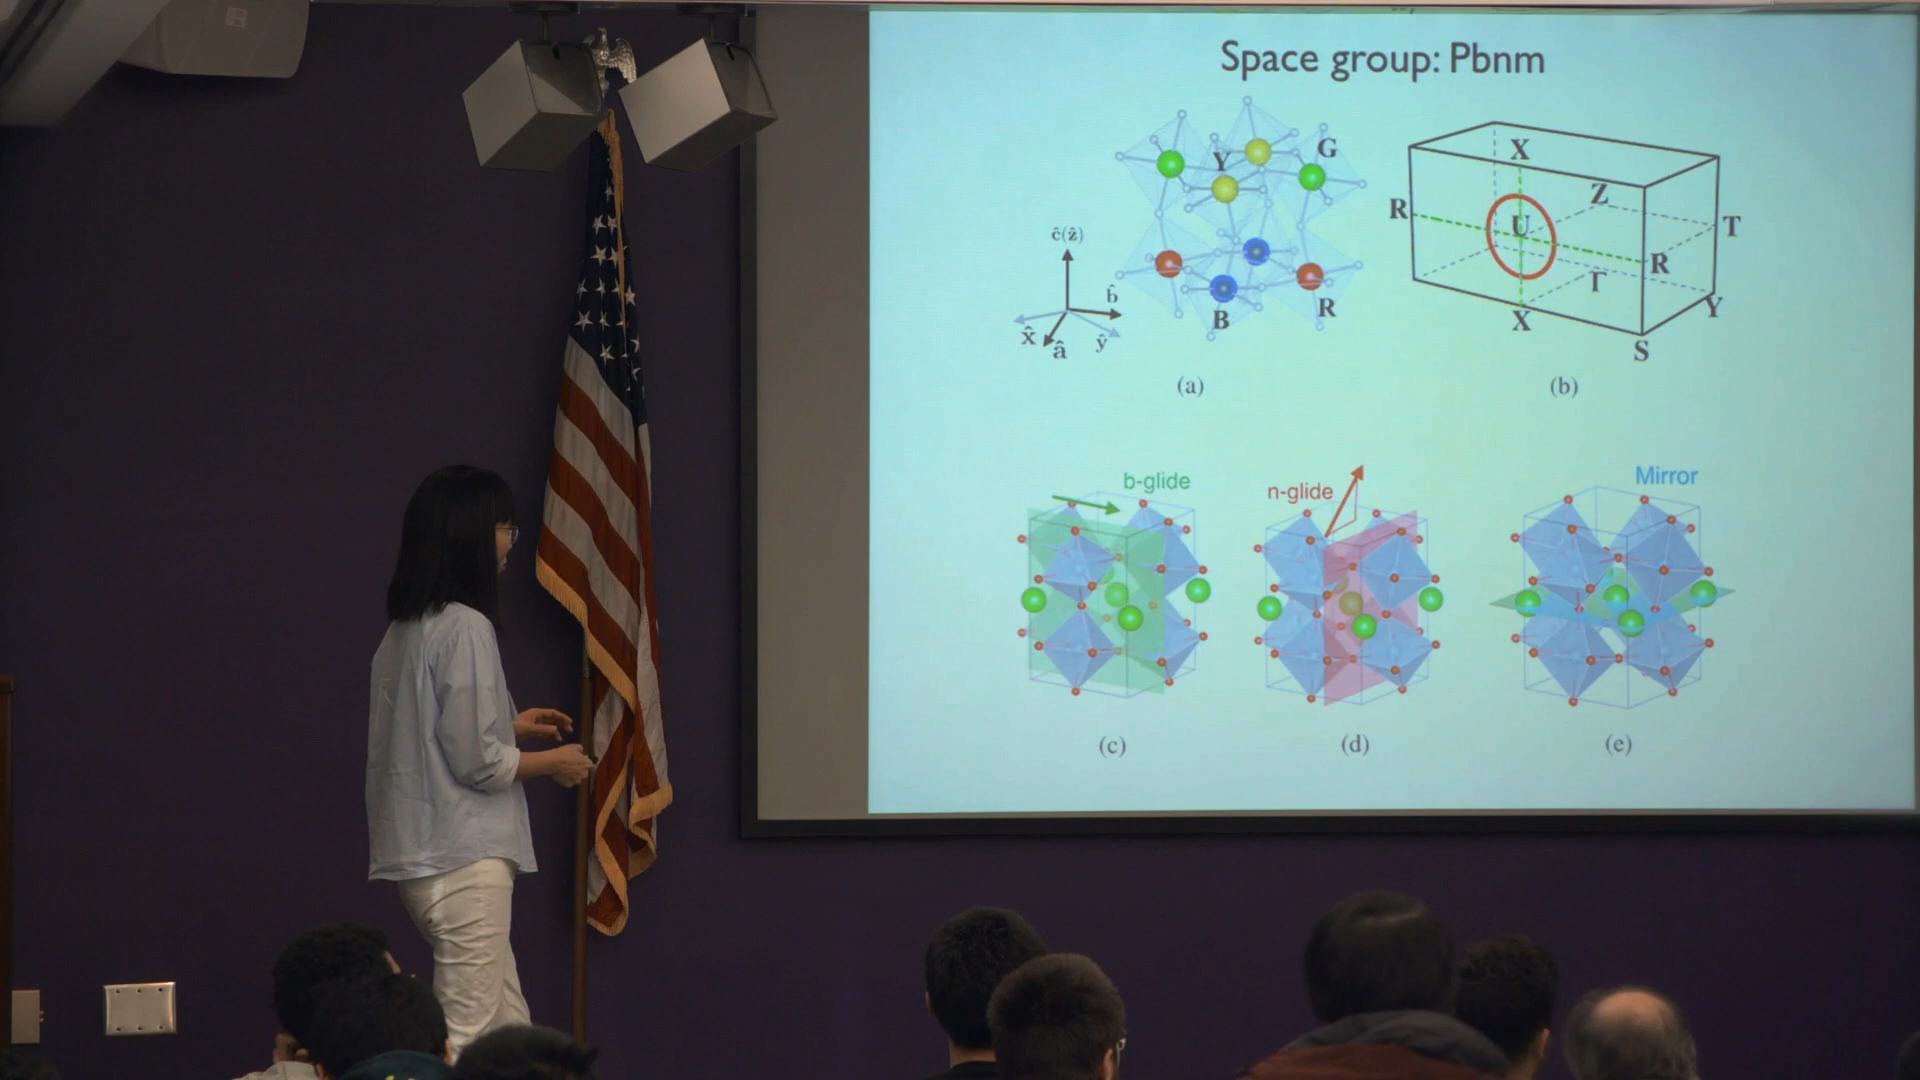 Space group: Pbnm
Y
G
B
R
ĉ(ẑ)
b̂
x̂
â
ŷ
(a)
X
Z
R
U
T
R
Γ
Y
X
S
(b)
b-glide
(c)
n-glide
(d)
Mirror
(e)